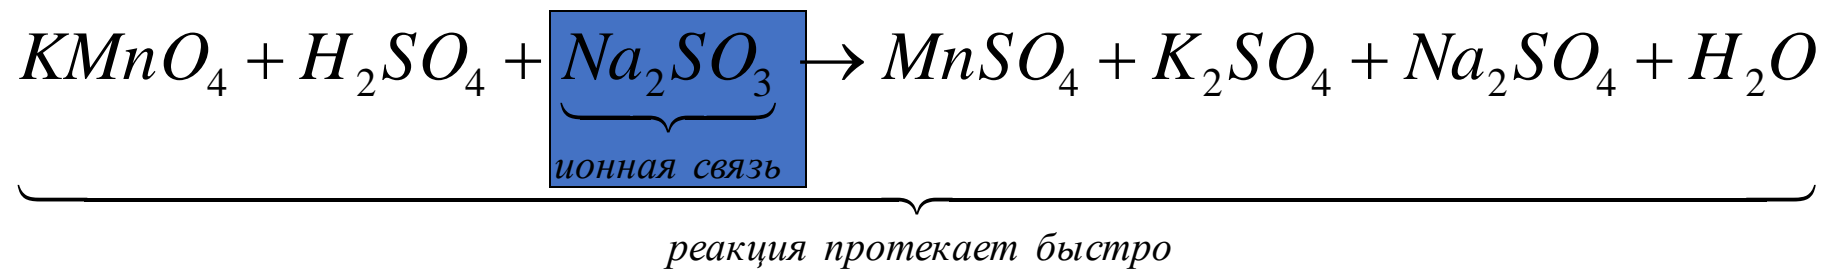 KMnO₄ + H₂SO₄ + Na₂SO₃ → MnSO₄ + K₂SO₄ + Na₂SO₄ + H₂O
ионная связь
реакция протекает быстро